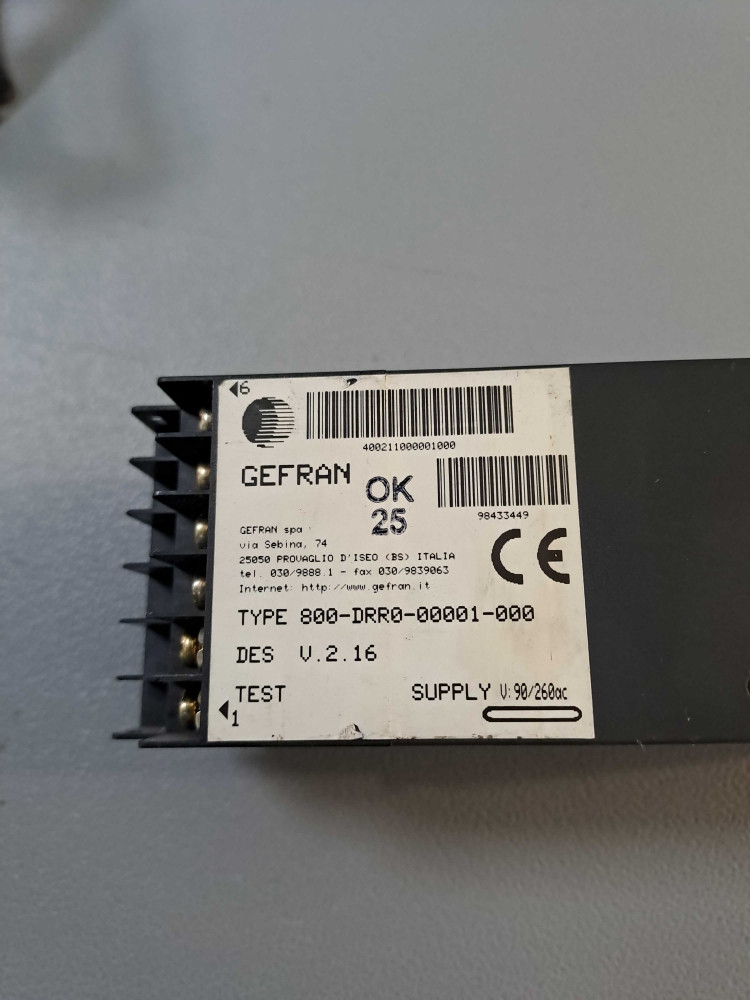 6
400211000001000
GEFRAN
OK
25
98433449
GEFRAN spa
via Sebina, 74
25050 PROVAGLIO D'ISEO (BS) ITALIA
tel. 030/9888.1 - fax 030/9839063
Internet: http://www.gefran.it
CE
TYPE 800-DRR0-00001-000
DES V.2.16
TEST
SUPPLY V:90/260ac
1